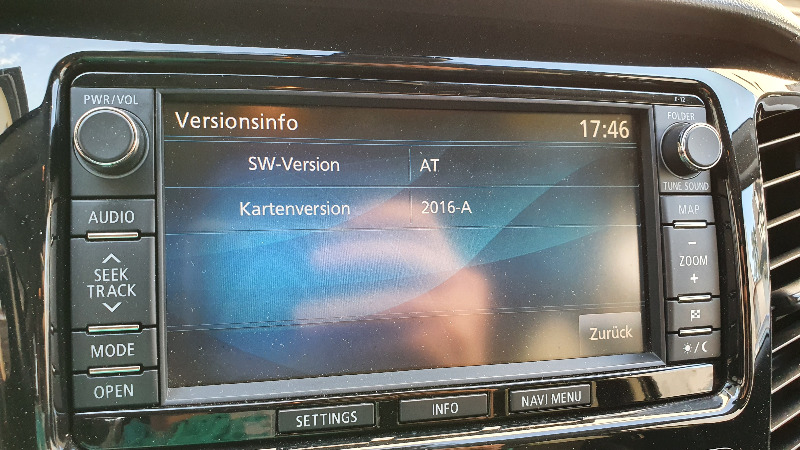 PWR/VOL
Versionsinfo
17:46
FOLDER
TUNE SOUND
SW-Version AT
Kartenversion 2016-A
AUDIO
SEEK
TRACK
MODE
OPEN
MAP
−
ZOOM
+
Zurück
SETTINGS
INFO
NAVI MENU